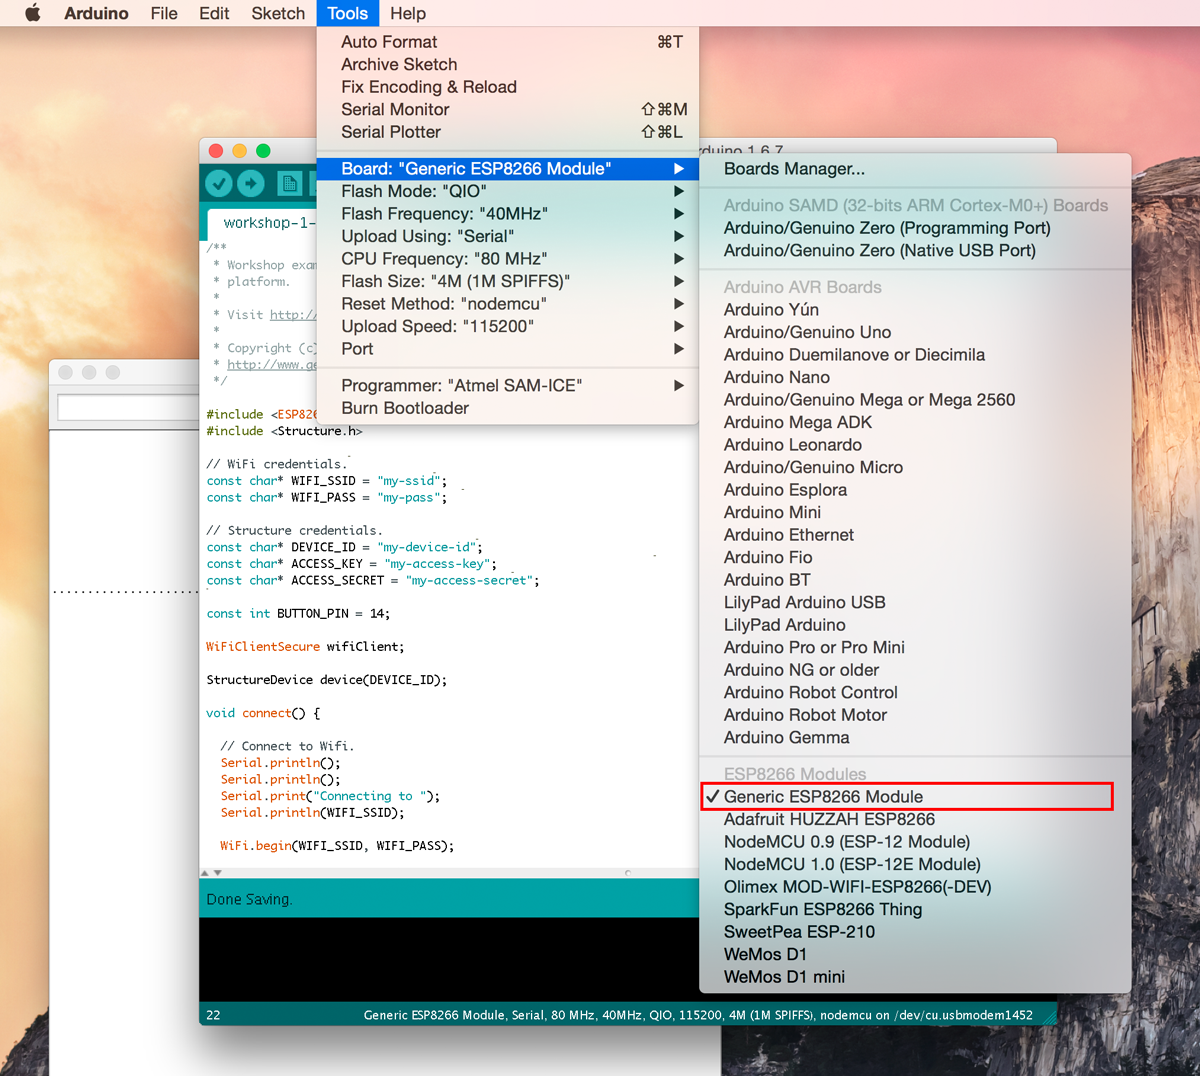 Arduino File Edit Sketch Tools Help
Auto Format ⌘T
Archive Sketch
Fix Encoding & Reload
Serial Monitor ⇧⌘M
Serial Plotter ⇧⌘L
Board: "Generic ESP8266 Module"
Flash Mode: "QIO"
Flash Frequency: "40MHz"
Upload Using: "Serial"
CPU Frequency: "80 MHz"
Flash Size: "4M (1M SPIFFS)"
Reset Method: "nodemcu"
Upload Speed: "115200"
Port
Programmer: "Atmel SAM-ICE"
Burn Bootloader
1.6.7
Boards Manager...
Arduino SAMD (32-bits ARM Cortex-M0+) Boards
Arduino/Genuino Zero (Programming Port)
Arduino/Genuino Zero (Native USB Port)
Arduino AVR Boards
Arduino Yún
Arduino/Genuino Uno
Arduino Duemilanove or Diecimila
Arduino Nano
Arduino/Genuino Mega or Mega 2560
Arduino Mega ADK
Arduino Leonardo
Arduino/Genuino Micro
Arduino Esplora
Arduino Mini
Arduino Ethernet
Arduino Fio
Arduino BT
LilyPad Arduino USB
LilyPad Arduino
Arduino Pro or Pro Mini
Arduino NG or older
Arduino Robot Control
Arduino Robot Motor
Arduino Gemma
ESP8266 Modules
✓ Generic ESP8266 Module
Adafruit HUZZAH ESP8266
NodeMCU 0.9 (ESP-12 Module)
NodeMCU 1.0 (ESP-12E Module)
Olimex MOD-WIFI-ESP8266(-DEV)
SparkFun ESP8266 Thing
SweetPea ESP-210
WeMos D1
WeMos D1 mini
workshop-1-
/**
* Workshop exam
* platform.
*
* Visit http://
*
* Copyright (c)
* http://www.ge
*/
#include <ESP826
#include <Structure.h>
// WiFi credentials.
const char* WIFI_SSID = "my-ssid";
const char* WIFI_PASS = "my-pass";
// Structure credentials.
const char* DEVICE_ID = "my-device-id";
const char* ACCESS_KEY = "my-access-key";
const char* ACCESS_SECRET = "my-access-secret";
const int BUTTON_PIN = 14;
WiFiClientSecure wifiClient;
StructureDevice device(DEVICE_ID);
void connect() {
// Connect to Wifi.
Serial.println();
Serial.println();
Serial.print("Connecting to ");
Serial.println(WIFI_SSID);
WiFi.begin(WIFI_SSID, WIFI_PASS);
Done Saving.
22 Generic ESP8266 Module, Serial, 80 MHz, 40MHz, QIO, 115200, 4M (1M SPIFFS), nodemcu on /dev/cu.usbmodem1452